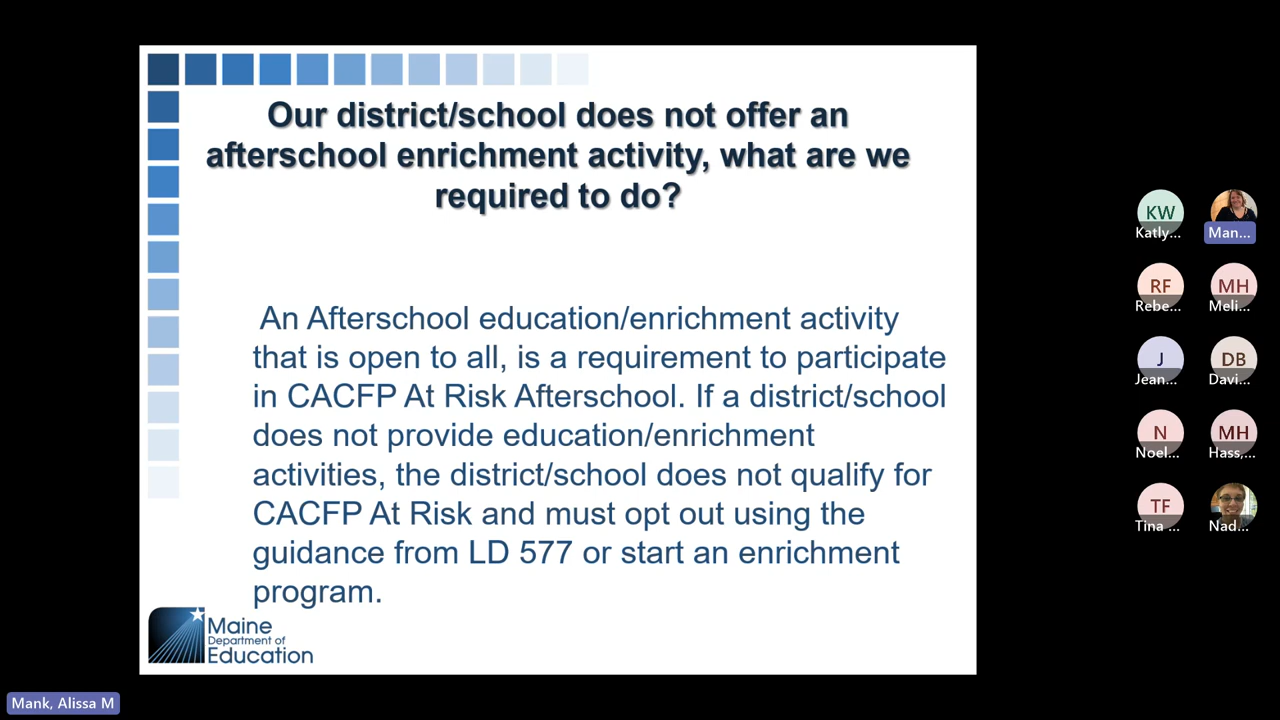 Our district/school does not offer an
afterschool enrichment activity, what are we
required to do?
An Afterschool education/enrichment activity
that is open to all, is a requirement to participate
in CACFP At Risk Afterschool. If a district/school
does not provide education/enrichment
activities, the district/school does not qualify for
CACFP At Risk and must opt out using the
guidance from LD 577 or start an enrichment
program.
Maine
Department of
Education
KW
Katly...
Man...
RF
Rebe...
MH
Meli...
J
Jean...
DB
Davi...
N
Noel...
MH
Hass,...
TF
Tina ...
Nad...
Mank, Alissa M